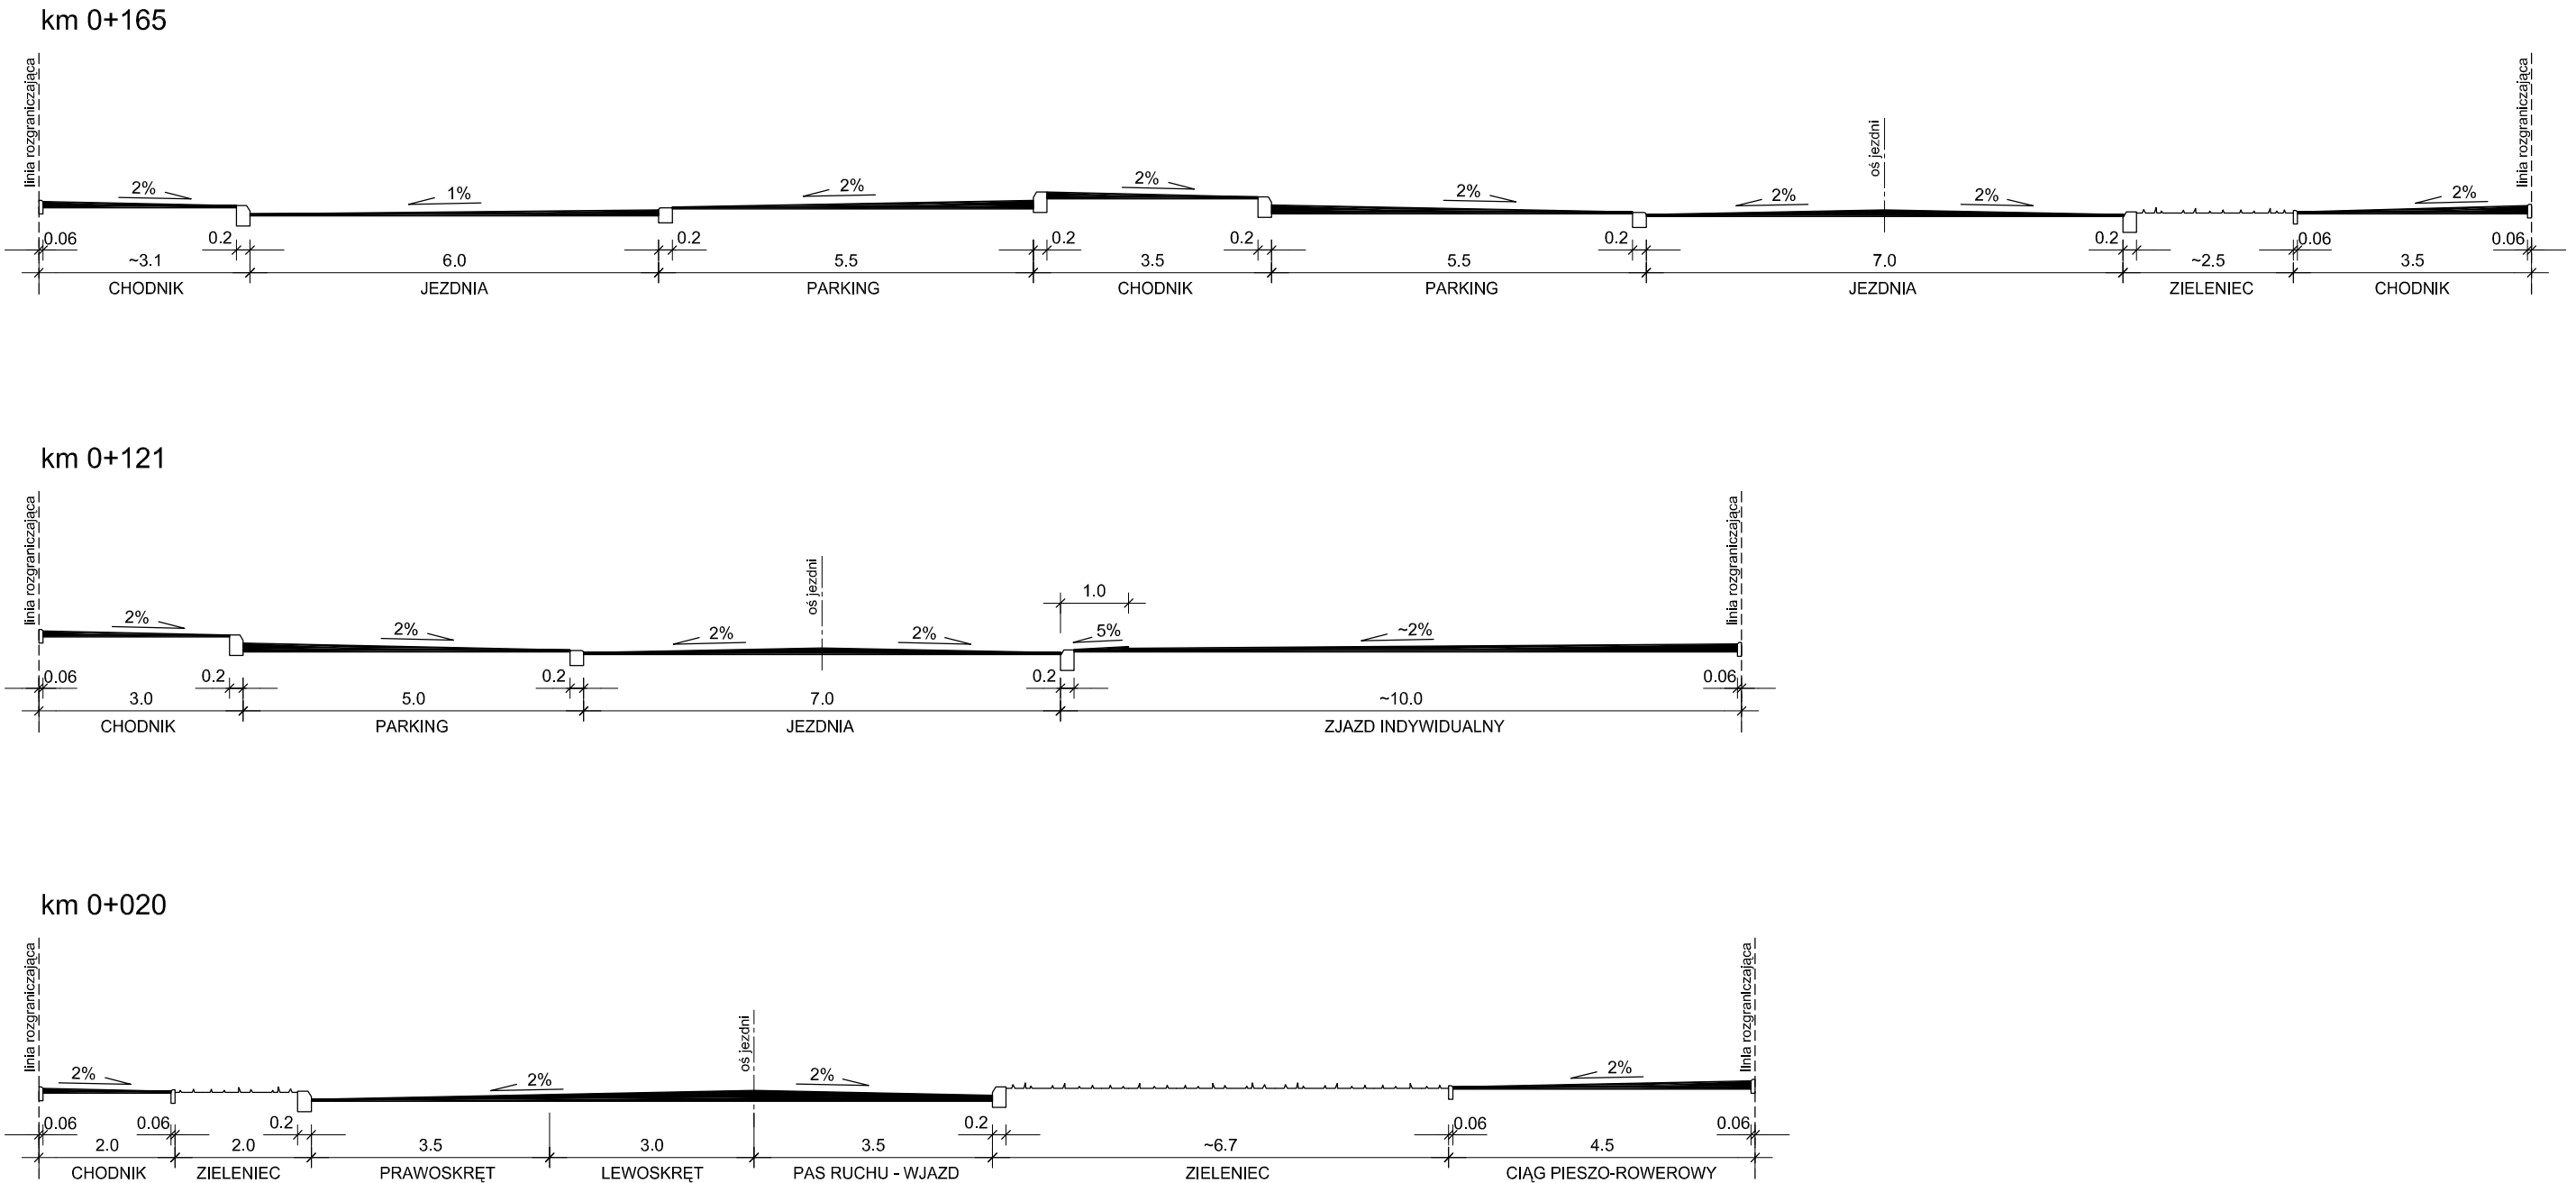 km 0+165
linia rozgraniczająca
oś jezdni
linia rozgraniczająca
2% 1% 2% 2% 2% 2% 2% 2%
0.06 0.2 0.2 0.2 0.2 0.2 0.2 0.06 0.06
~3.1 6.0 5.5 3.5 5.5 7.0 ~2.5 3.5
CHODNIK JEZDNIA PARKING CHODNIK PARKING JEZDNIA ZIELENIEC CHODNIK
km 0+121
linia rozgraniczająca
oś jezdni
linia rozgraniczająca
1.0
2% 2% 2% 2% 5% ~2%
0.06 0.2 0.2 0.2 0.06
3.0 5.0 7.0 ~10.0
CHODNIK PARKING JEZDNIA ZJAZD INDYWIDUALNY
km 0+020
linia rozgraniczająca
oś jezdni
linia rozgraniczająca
2% 2% 2% 2%
0.06 0.06 0.2 0.2 0.06 0.06
2.0 2.0 3.5 3.0 3.5 ~6.7 4.5
CHODNIK ZIELENIEC PRAWOSKRĘT LEWOSKRĘT PAS RUCHU - WJAZD ZIELENIEC CIĄG PIESZO-ROWEROWY